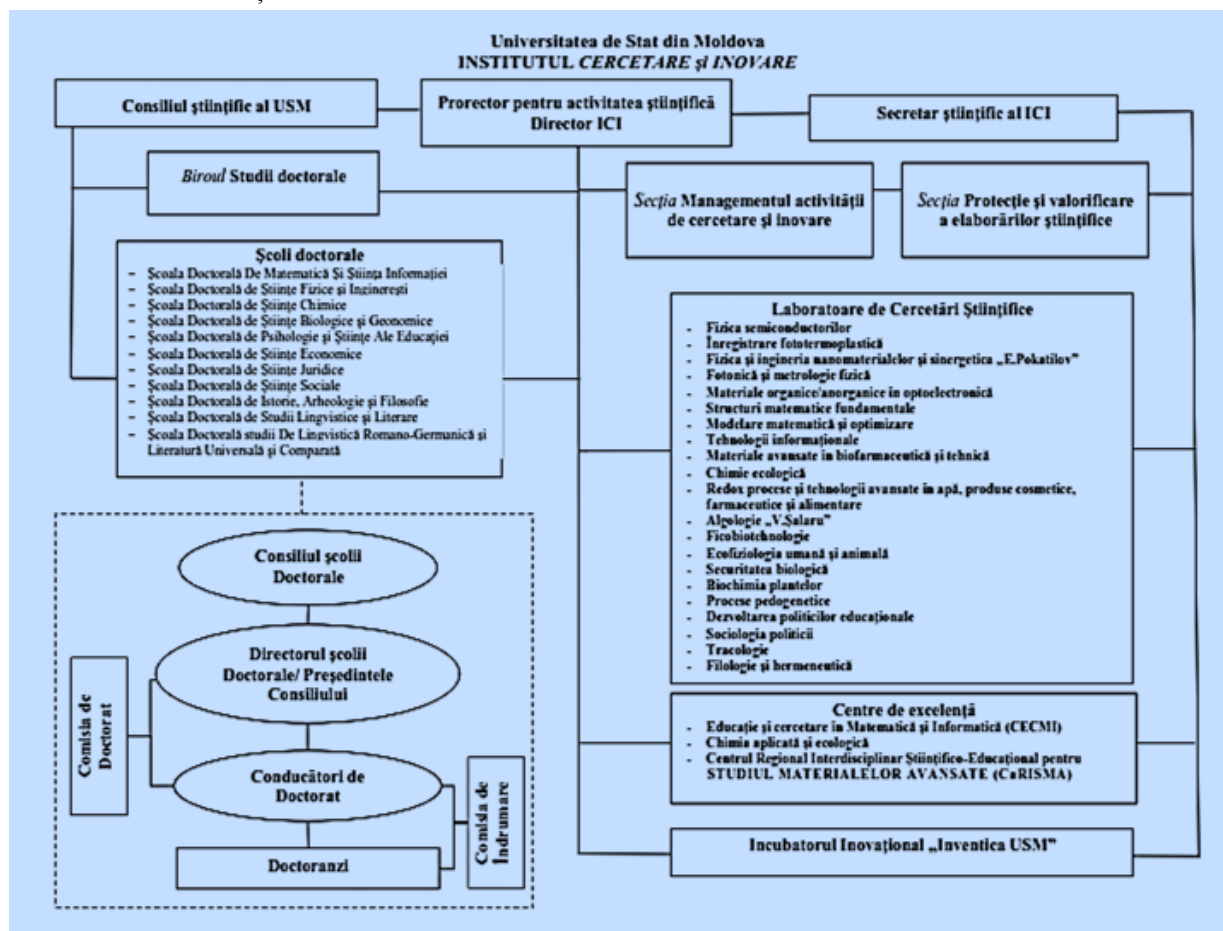 Universitatea de Stat din Moldova
INSTITUTUL CERCETARE și INOVARE
Consiliul științific al USM
Prorector pentru activitatea științifică
Director ICI
Secretar științific al ICI
Biroul Studii doctorale
Secția Managementul activității
de cercetare și inovare
Secția Protecție și valorificare
a elaborărilor științifice
Școli doctorale
- Școala Doctorală De Matematică Și Știința Informației
- Școala Doctorală de Științe Fizice și Inginerești
- Școala Doctorală de Științe Chimice
- Școala Doctorală de Științe Biologice și Geonomice
- Școala Doctorală de Psihologie și Științe Ale Educației
- Școala Doctorală de Științe Economice
- Școala Doctorală de Științe Juridice
- Școala Doctorală de Științe Sociale
- Școala Doctorală de Istorie, Arheologie și Filosofie
- Școala Doctorală de Studii Lingvistice și Literare
- Școala Doctorală studii De Lingvistică Romano-Germanică și
Literatură Universală și Comparată
Laboratoare de Cercetări Științifice
- Fizica semiconductorilor
- Înregistrare fototermoplastică
- Fizica și ingineria nanomaterialelor și sinergetica „E.Pokatilov”
- Fotonică și metrologie fizică
- Materiale organice/anorganice in optoelectronică
- Structuri matematice fundamentale
- Modelare matematică și optimizare
- Tehnologii informaționale
- Materiale avansate în biofarmaceutică și tehnică
- Chimie ecologică
- Redox procese și tehnologii avansate în apă, produse cosmetice,
farmaceutice și alimentare
- Algologie „V.Șalaru”
- Ficobiotehnologie
- Ecofiziologia umană și animală
- Securitatea biologică
- Biochimia plantelor
- Procese pedogenetice
- Dezvoltarea politicilor educaționale
- Sociologia politicii
- Tracologie
- Filologie și hermeneutică
Consiliul școlii
Doctorale
Directorul școlii
Doctorale/ Președintele
Consiliului
Comisia de
Doctorat
Conducători de
Doctorat
Comisia de
Îndrumare
Doctoranzi
Centre de excelență
- Educație și cercetare în Matematică și Informatică (CECMI)
- Chimia aplicată și ecologică
- Centrul Regional Interdisciplinar Științifico-Educațional pentru
STUDIUL MATERIALELOR AVANSATE (CaRISMA)
Incubatorul Inovațional „Inventica USM”